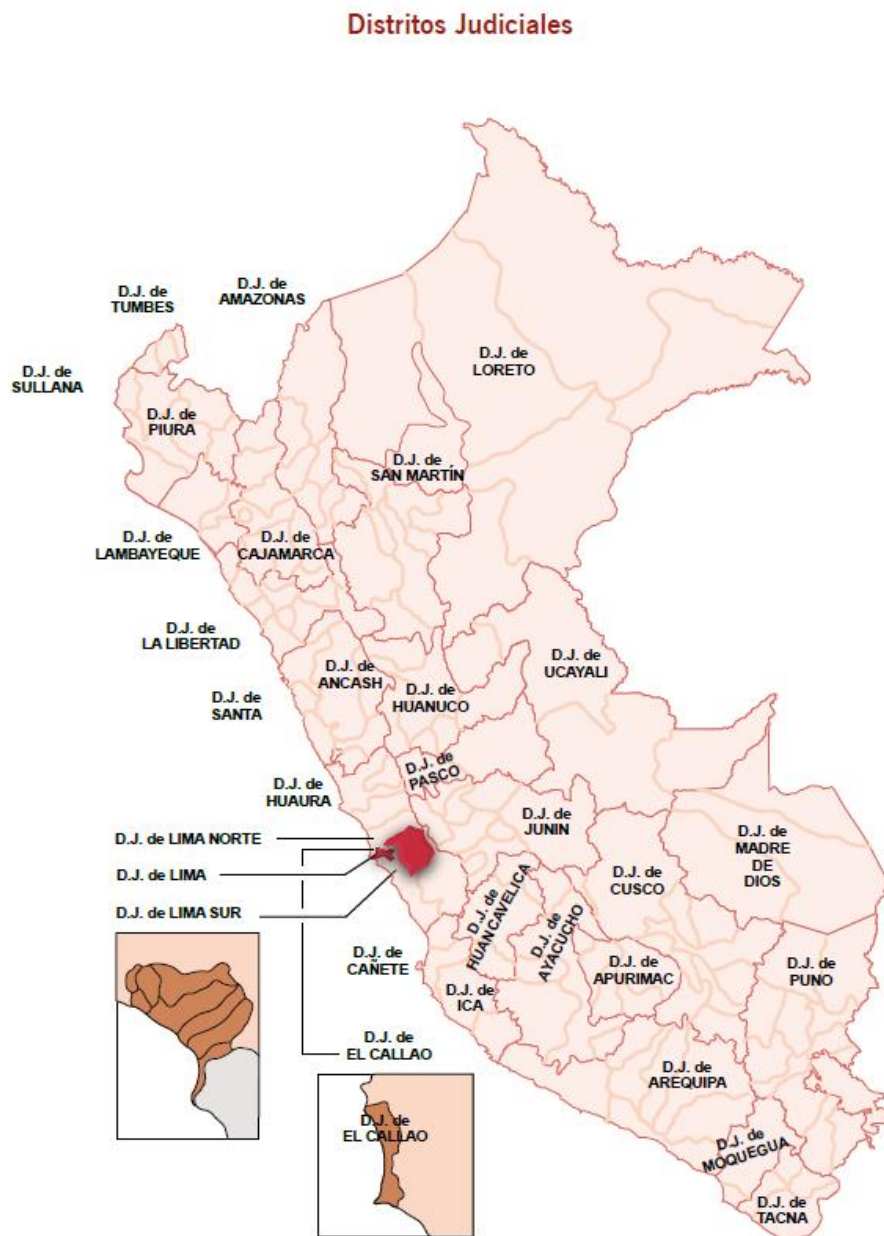 Distritos Judiciales
D.J. de
TUMBES
D.J. de
AMAZONAS
D.J. de
SULLANA
D.J. de
PIURA
D.J. de
LORETO
D.J. de
SAN MARTÍN
D.J. de
LAMBAYEQUE
D.J. de
CAJAMARCA
D.J. de
LA LIBERTAD
D.J. de
ANCASH
D.J. de
HUANUCO
D.J. de
UCAYALI
D.J. de
SANTA
D.J. de
PASCO
D.J. de
HUAURA
D.J. de
JUNIN
D.J. de
MADRE
DE
DIOS
D.J. de LIMA NORTE
D.J. de LIMA
D.J. de LIMA SUR
D.J. de
CUSCO
D.J. de
HUANCAVELICA
D.J. de
AYACUCHO
D.J. de
CAÑETE
D.J. de
APURIMAC
D.J. de
PUNO
D.J. de
ICA
D.J. de
EL CALLAO
D.J. de
AREQUIPA
D.J. de
EL CALLAO
D.J. de
MOQUEGUA
D.J. de
TACNA